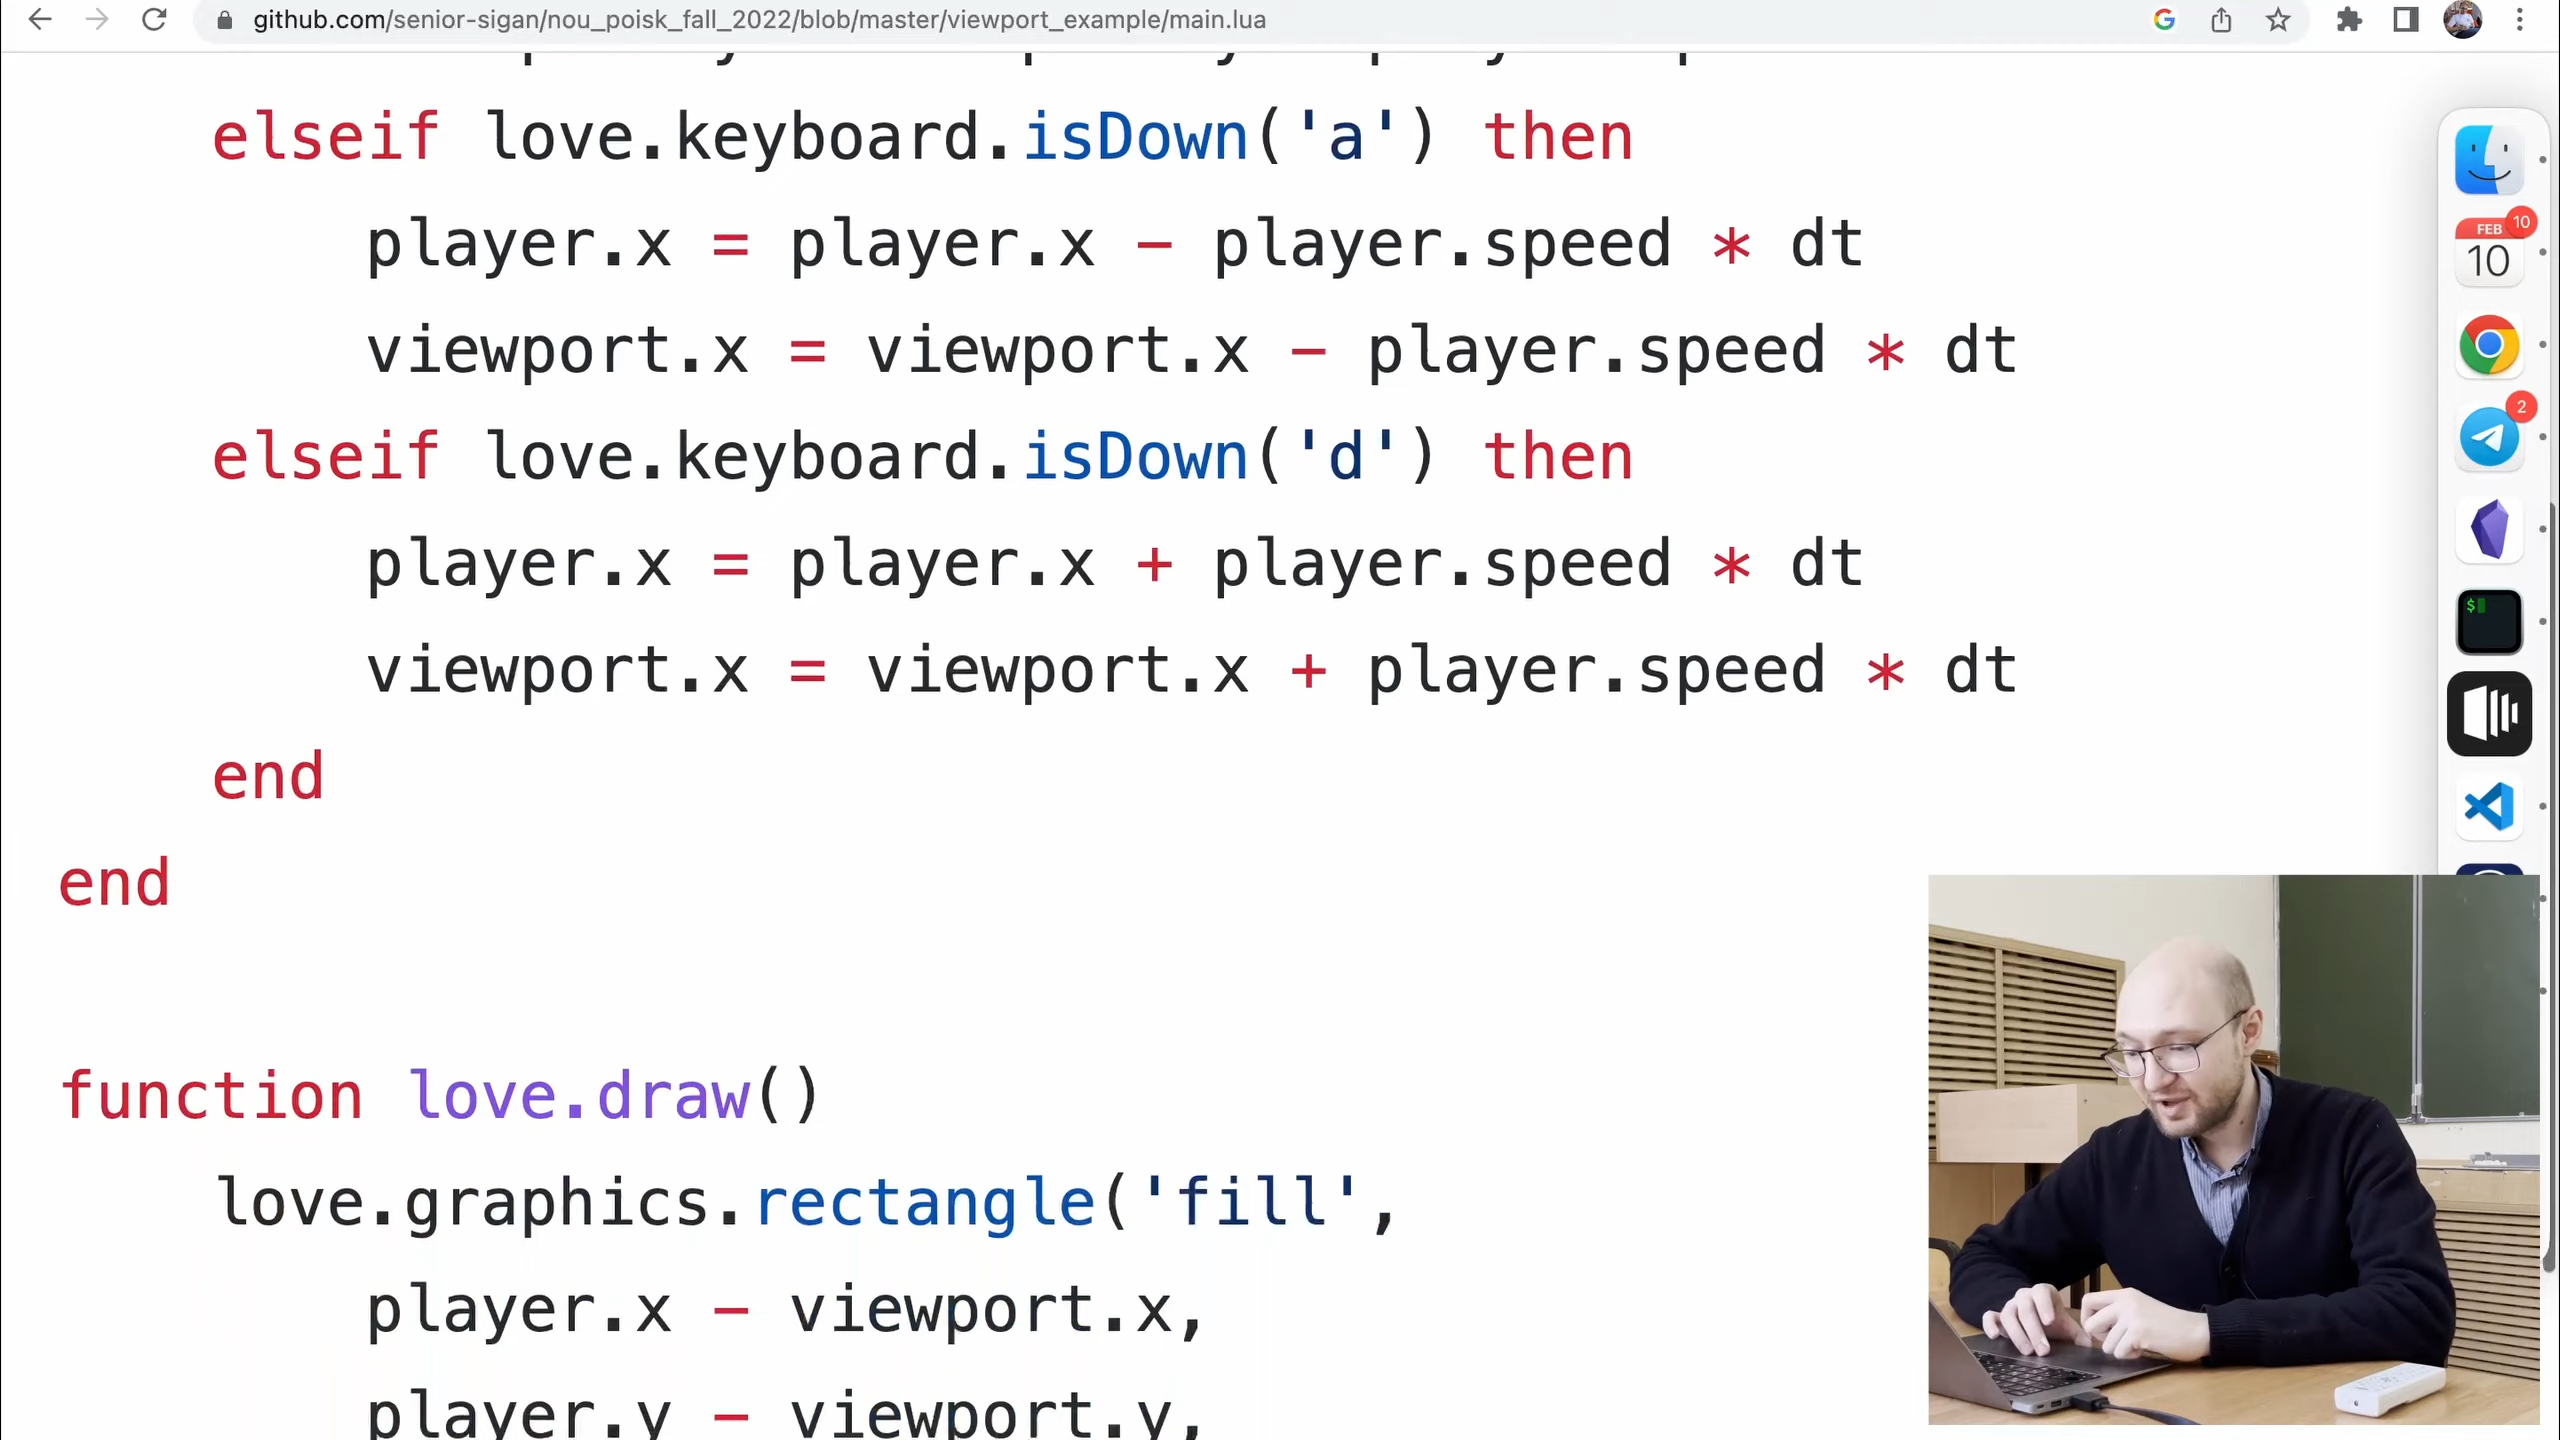 github.com/senior-sigan/nou_poisk_fall_2022/blob/master/viewport_example/main.lua
elseif love.keyboard.isDown('a') then
player.x = player.x - player.speed * dt
viewport.x = viewport.x - player.speed * dt
elseif love.keyboard.isDown('d') then
player.x = player.x + player.speed * dt
viewport.x = viewport.x + player.speed * dt
end
end
function love.draw()
love.graphics.rectangle('fill',
player.x - viewport.x,
player.y - viewport.y,
FEB
10
10
2
$